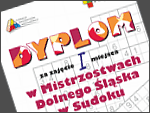 DYPLOM
za zajęcie I miejsca
w Mistrzostwach
Dolnego Śląska
w Sudoku